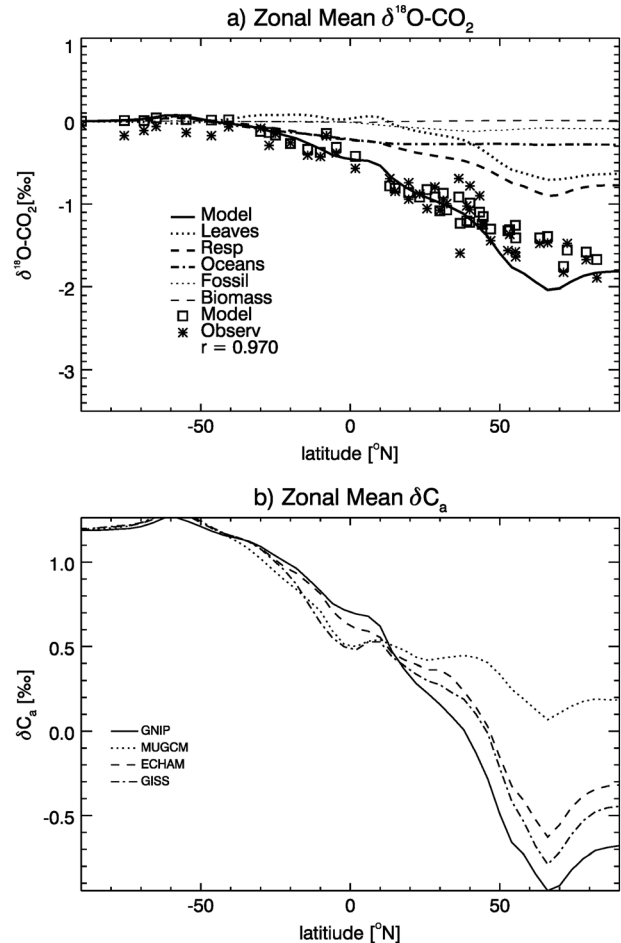 a) Zonal Mean δ¹⁸O-CO₂
1
0
-1
-2
-3
δ¹⁸O-CO₂[‰]
Model
Leaves
Resp
Oceans
Fossil
Biomass
Model
Observ
r = 0.970
-50 0 50
latitude [°N]
b) Zonal Mean δCₐ
1.0
0.5
0.0
-0.5
δCₐ [‰]
GNIP
MUGCM
ECHAM
GISS
-50 0 50
latitiude [°N]